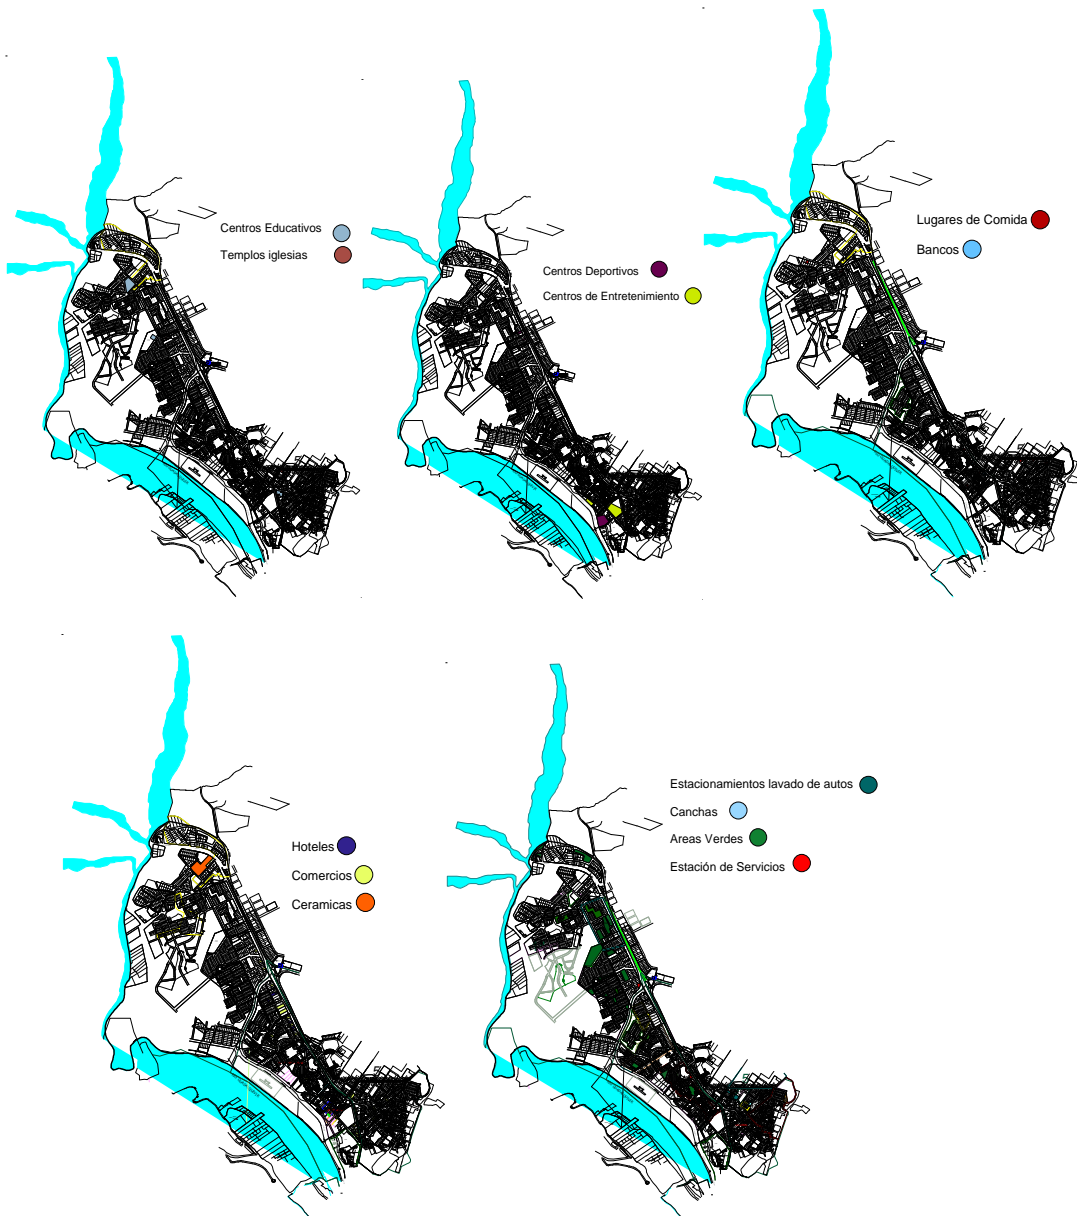 Centros Educativos
Templos iglesias
Centros Deportivos
Centros de Entretenimiento
Lugares de Comida
Bancos
Hoteles
Comercios
Ceramicas
Estacionamientos lavado de autos
Canchas
Areas Verdes
Estación de Servicios